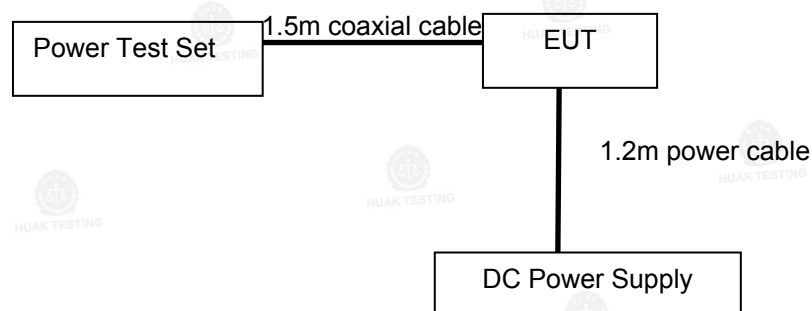 1.5m coaxial cable
Power Test Set
EUT
1.2m power cable
DC Power Supply
HUAK TESTING
HUAK TESTING
HUAK TESTING
HUAK TESTING
HUAK TESTING